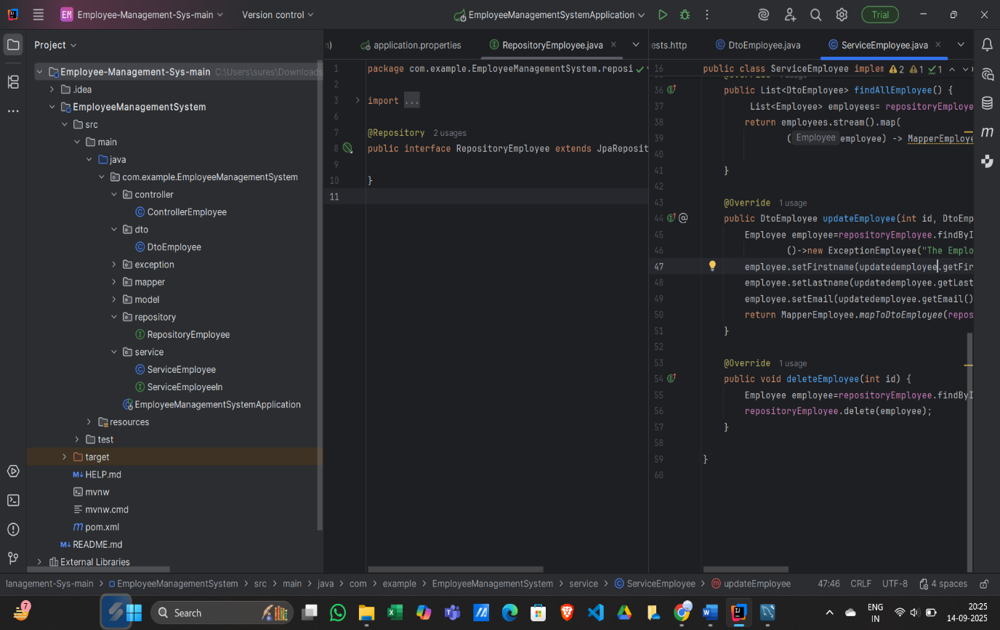 EM Employee-Management-Sys-main Version control EmployeeManagementSystemApplication Trial
Project
Employee-Management-Sys-main C:\Users\sures\Downloads
.idea
EmployeeManagementSystem
src
main
java
com.example.EmployeeManagementSystem
controller
ControllerEmployee
dto
DtoEmployee
exception
mapper
model
repository
RepositoryEmployee
service
ServiceEmployee
ServiceEmployeeIn
EmployeeManagementSystemApplication
resources
test
target
HELP.md
mvnw
mvnw.cmd
pom.xml
README.md
External Libraries
application.properties RepositoryEmployee.java
1 package com.example.EmployeeManagementSystem.reposi
2
3 import ...
6
7 @Repository 2 usages
8 public interface RepositoryEmployee extends JpaReposit
9
10 }
11
ests.http DtoEmployee.java ServiceEmployee.java
16 public class ServiceEmployee implem 2 1 1
36 public List<DtoEmployee> findAllEmployee() {
37 List<Employee> employees= repositoryEmploye
38 return employees.stream().map(
39 ( Employee employee) -> MapperEmploye
40
41 }
42
43 @Override 1 usage
44 public DtoEmployee updateEmployee(int id, DtoEmp
45 Employee employee=repositoryEmployee.findByI
46 ()->new ExceptionEmployee("The Emplo
47 employee.setFirstname(updatedemployee.getFir
48 employee.setLastname(updatedemployee.getLast
49 employee.setEmail(updatedemployee.getEmail()
50 return MapperEmployee.mapToDtoEmployee(repos
51 }
52
53 @Override 1 usage
54 public void deleteEmployee(int id) {
55 Employee employee=repositoryEmployee.findByI
56 repositoryEmployee.delete(employee);
57 }
58
59 }
60
lanagement-Sys-main > EmployeeManagementSystem > src > main > java > com > example > EmployeeManagementSystem > service > ServiceEmployee > updateEmployee 47:46 CRLF UTF-8 4 spaces
7 Search ENG IN 20:25 14-09-2025